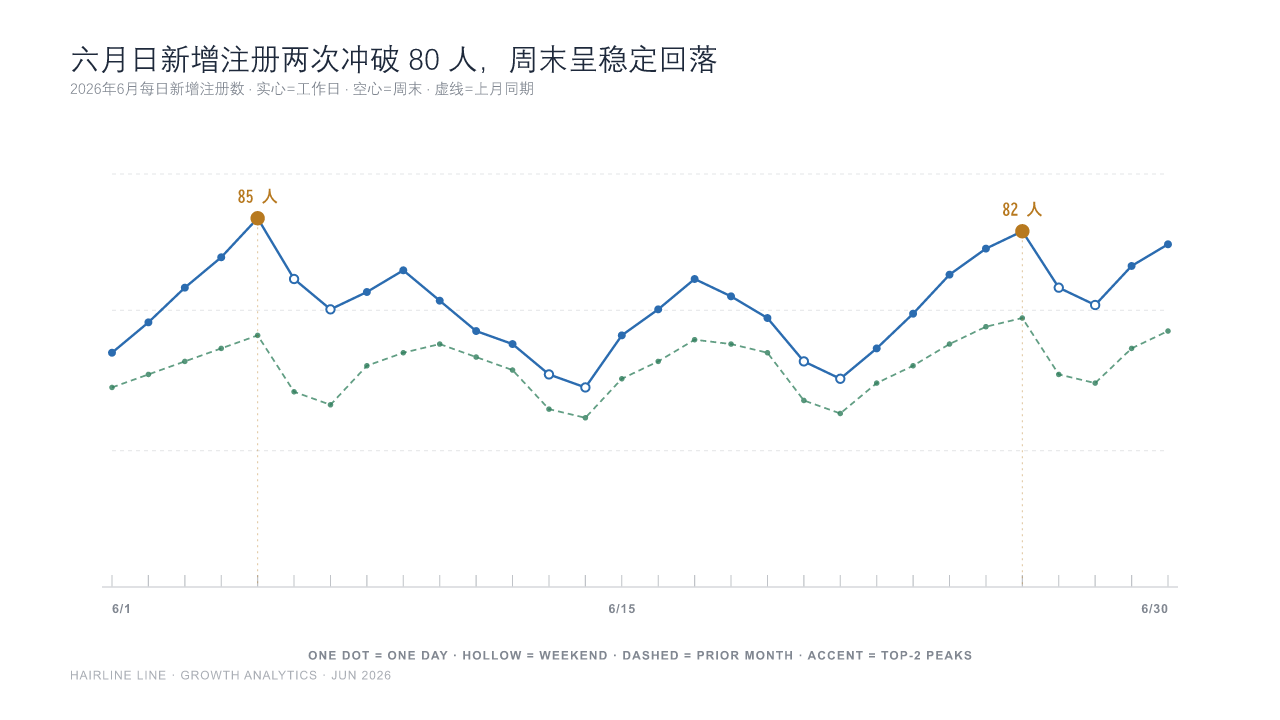 六月日新增注册两次冲破 80 人，周末呈稳定回落
2026年6月每日新增注册数 · 实心=工作日 · 空心=周末 · 虚线=上月同期
85 人
82 人
6/1
6/15
6/30
ONE DOT = ONE DAY · HOLLOW = WEEKEND · DASHED = PRIOR MONTH · ACCENT = TOP-2 PEAKS
HAIRLINE LINE · GROWTH ANALYTICS · JUN 2026